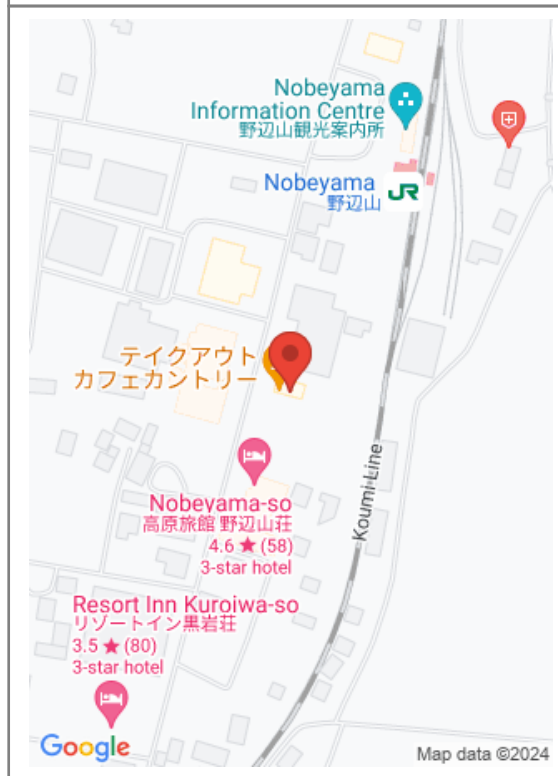 Nobeyama
Information Centre
野辺山観光案内所
Nobeyama
野辺山
JR
テイクアウト
カフェカントリー
Koumi Line
Nobeyama-so
高原旅館 野辺山荘
4.6 ★ (58)
3-star hotel
Resort Inn Kuroiwa-so
リゾートイン黒岩荘
3.5 ★ (80)
3-star hotel
Google
Map data ©2024